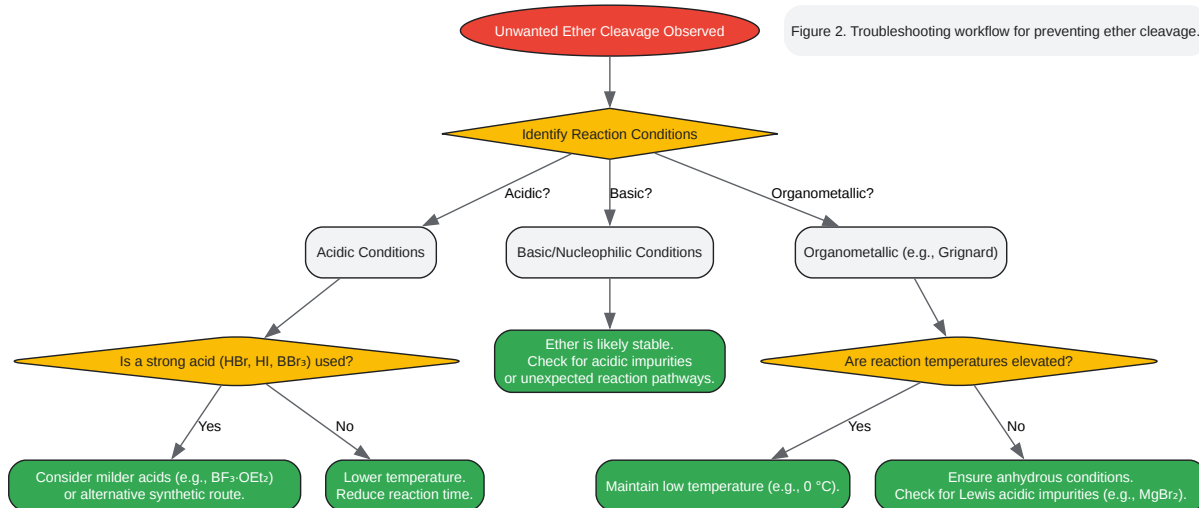 Unwanted Ether Cleavage Observed
Figure 2. Troubleshooting workflow for preventing ether cleavage.
Identify Reaction Conditions
Acidic?
Basic?
Organometallic?
Acidic Conditions
Basic/Nucleophilic Conditions
Organometallic (e.g., Grignard)
Is a strong acid (HBr, HI, BBr₃) used?
Ether is likely stable.
Check for acidic impurities
or unexpected reaction pathways.
Are reaction temperatures elevated?
Yes
No
Yes
No
Consider milder acids (e.g., BF₃·OEt₂)
or alternative synthetic route.
Lower temperature.
Reduce reaction time.
Maintain low temperature (e.g., 0 °C).
Ensure anhydrous conditions.
Check for Lewis acidic impurities (e.g., MgBr₂).